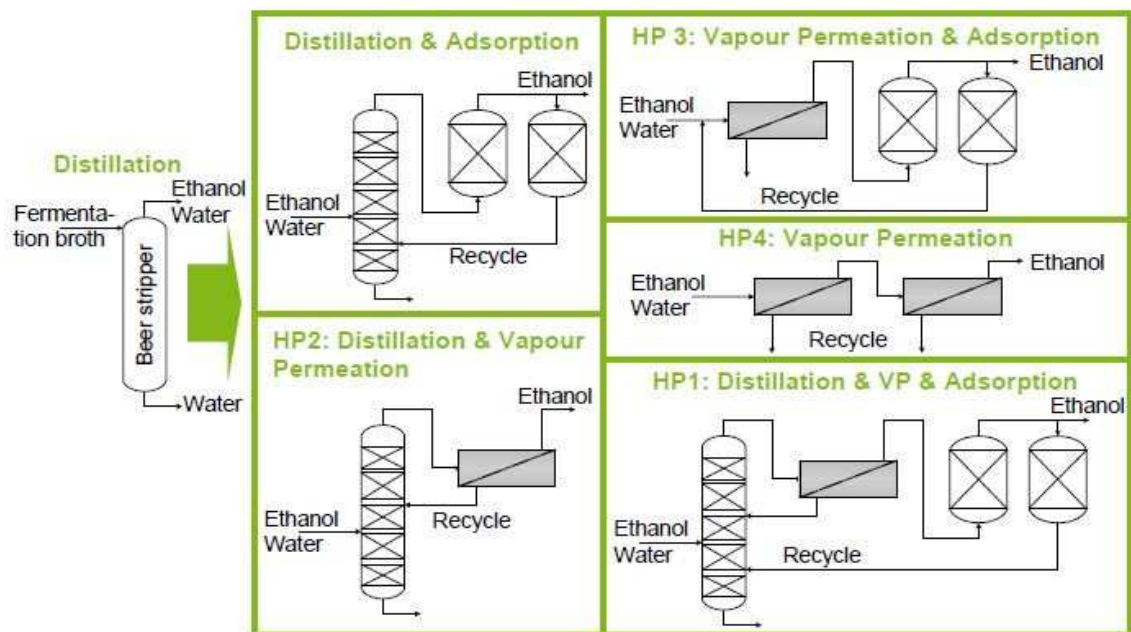 Distillation
Fermenta-
tion broth
Ethanol
Water
Beer stripper
Water
Distillation & Adsorption
Ethanol
Ethanol
Water
Recycle
HP2: Distillation & Vapour
Permeation
Ethanol
Ethanol
Water
Recycle
HP 3: Vapour Permeation & Adsorption
Ethanol
Ethanol
Water
Recycle
HP4: Vapour Permeation
Ethanol
Ethanol
Water
Recycle
HP1: Distillation & VP & Adsorption
Ethanol
Ethanol
Water
Recycle